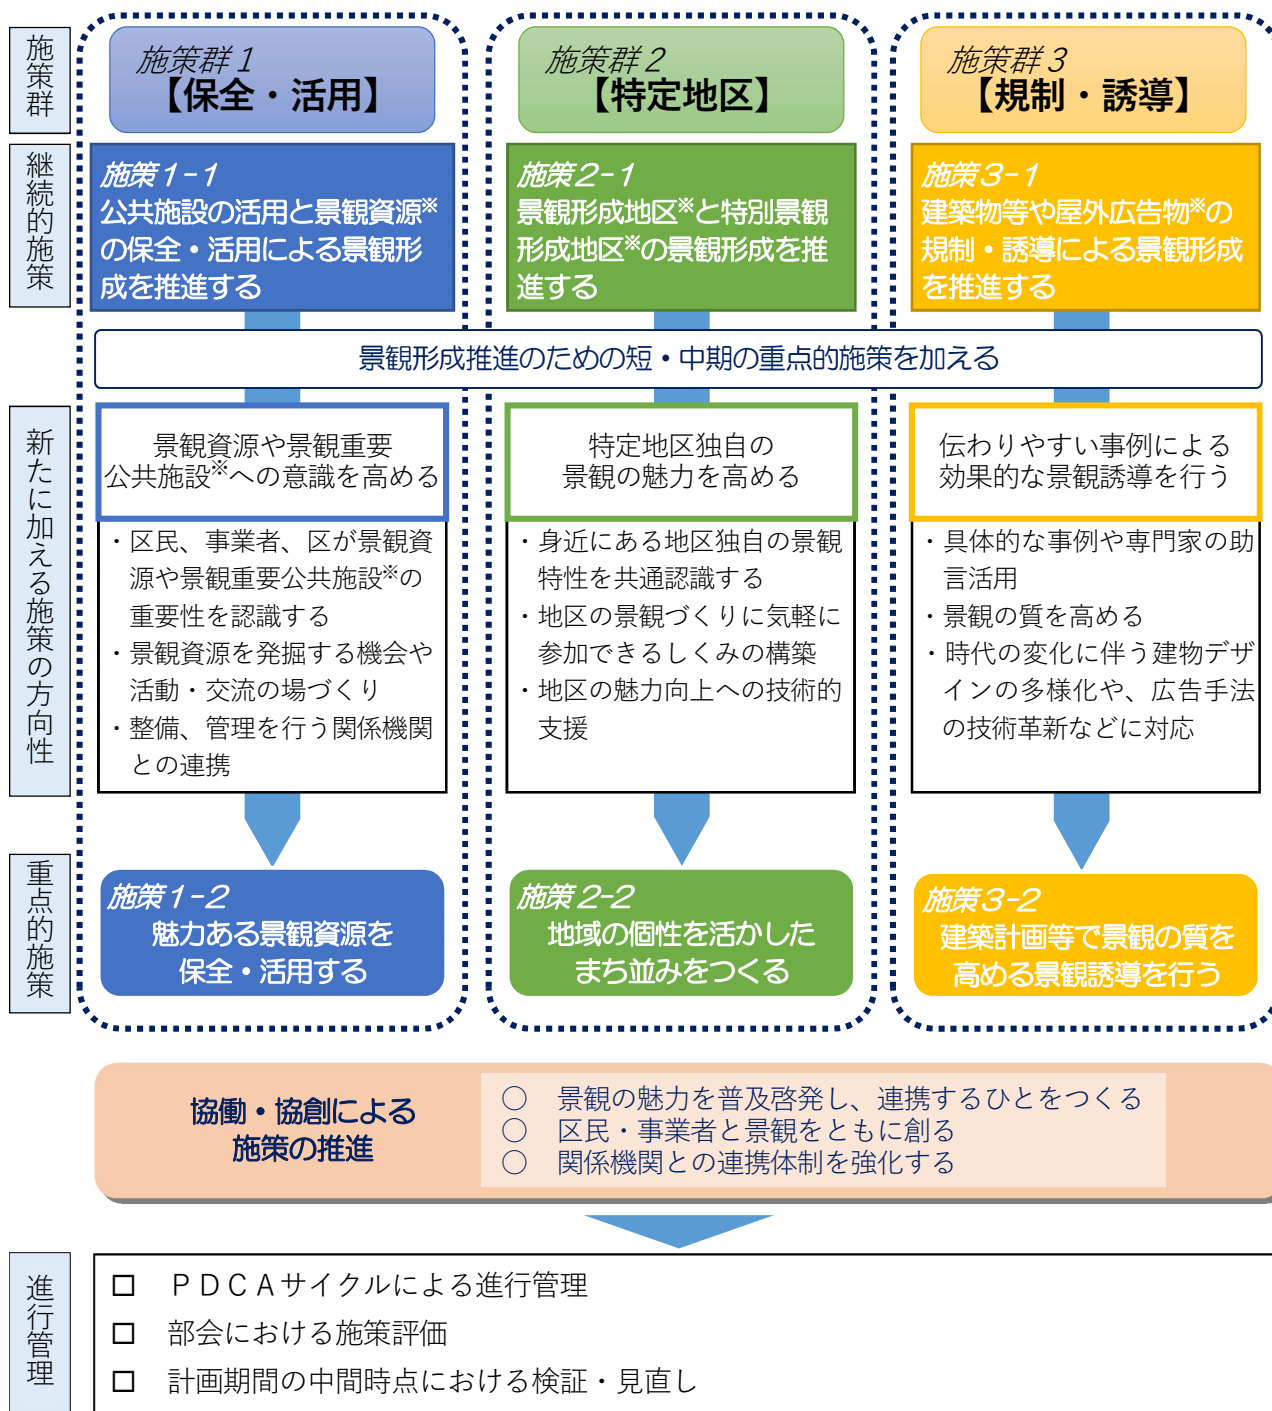 施策群
施策群1
【保全・活用】
施策群2
【特定地区】
施策群3
【規制・誘導】
継続的施策
施策1-1
公共施設の活用と景観資源※
の保全・活用による景観形
成を推進する
施策2-1
景観形成地区※と特別景観
形成地区※の景観形成を推
進する
施策3-1
建築物等や屋外広告物※の
規制・誘導による景観形成
を推進する
景観形成推進のための短・中期の重点的施策を加える
新たに加える施策の方向性
景観資源や景観重要
公共施設※への意識を高める
・区民、事業者、区が景観資
源や景観重要公共施設※の
重要性を認識する
・景観資源を発掘する機会や
活動・交流の場づくり
・整備、管理を行う関係機関
との連携
特定地区独自の
景観の魅力を高める
・身近にある地区独自の景観
特性を共通認識する
・地区の景観づくりに気軽に
参加できるしくみの構築
・地区の魅力向上への技術的
支援
伝わりやすい事例による
効果的な景観誘導を行う
・具体的な事例や専門家の助
言活用
・景観の質を高める
・時代の変化に伴う建物デザ
インの多様化や、広告手法
の技術革新などに対応
重点的施策
施策1-2
魅力ある景観資源を
保全・活用する
施策2-2
地域の個性を活かした
まち並みをつくる
施策3-2
建築計画等で景観の質を
高める景観誘導を行う
協働・協創による
施策の推進
○ 景観の魅力を普及啓発し、連携するひとをつくる
○ 区民・事業者と景観をともに創る
○ 関係機関との連携体制を強化する
進行管理
□ ＰＤＣＡサイクルによる進行管理
□ 部会における施策評価
□ 計画期間の中間時点における検証・見直し